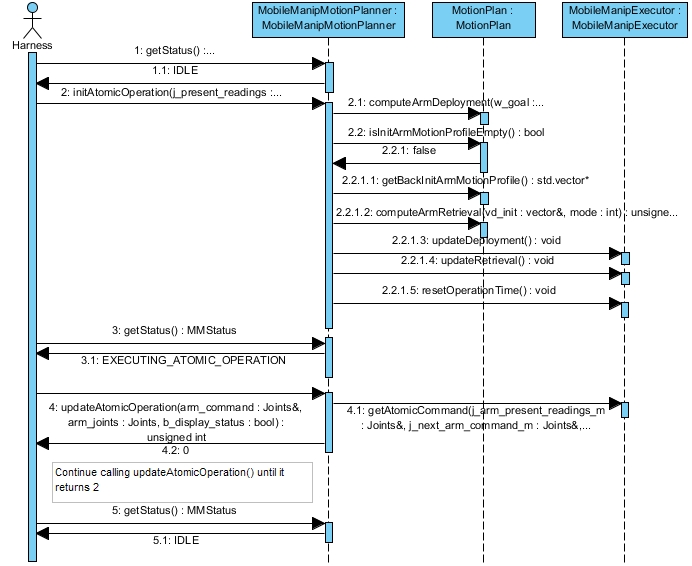 MobileManipMotionPlanner :
MobileManipMotionPlanner
MotionPlan :
MotionPlan
MobileManipExecutor :
MobileManipExecutor
Harness
1: getStatus() :...
1.1: IDLE
2: initAtomicOperation(j_present_readings :...
2.1: computeArmDeployment(w_goal :...
2.2: isInitArmMotionProfileEmpty() : bool
2.2.1: false
2.2.1.1: getBackInitArmMotionProfile() : std.vector*
2.2.1.2: computeArmRetrieval(vd_init : vector&, mode : int) : unsigne...
2.2.1.3: updateDeployment() : void
2.2.1.4: updateRetrieval() : void
2.2.1.5: resetOperationTime() : void
3: getStatus() : MMStatus
3.1: EXECUTING_ATOMIC_OPERATION
4: updateAtomicOperation(arm_command : Joints&,
arm_joints : Joints, b_display_status : bool) :
unsigned int
4.1: getAtomicCommand(j_arm_present_readings_m
: Joints&, j_next_arm_command_m : Joints&,...
4.2: 0
Continue calling updateAtomicOperation() until it
returns 2
5: getStatus() : MMStatus
5.1: IDLE